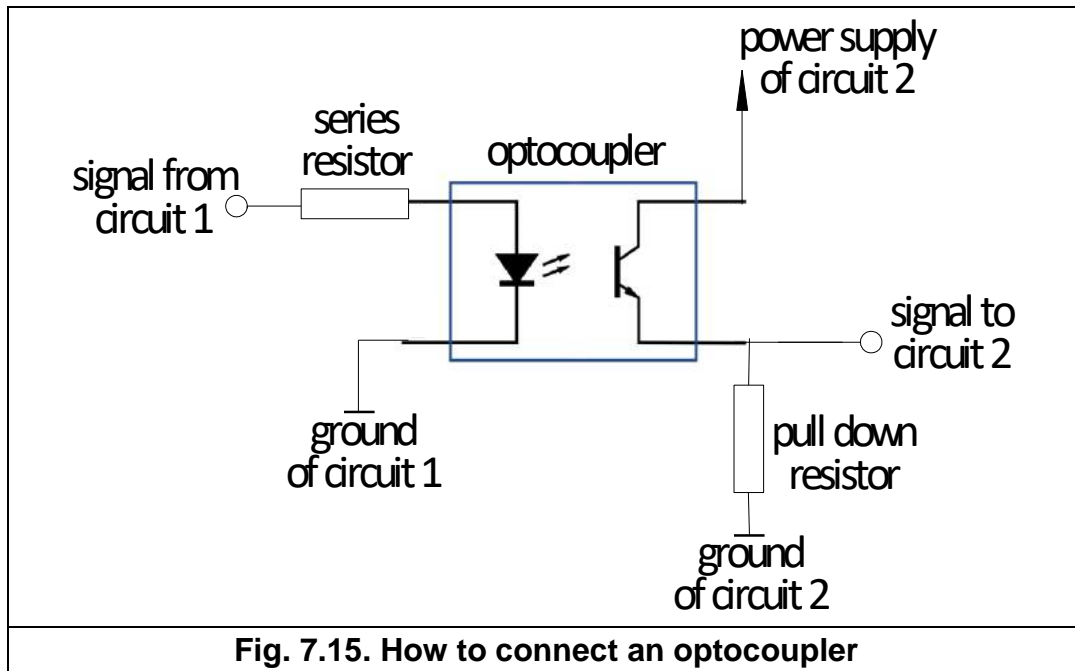 power supply
of circuit 2
series
resistor
optocoupler
signal from
circuit 1
signal to
circuit 2
ground
of circuit 1
pull down
resistor
ground
of circuit 2
Fig. 7.15. How to connect an optocoupler